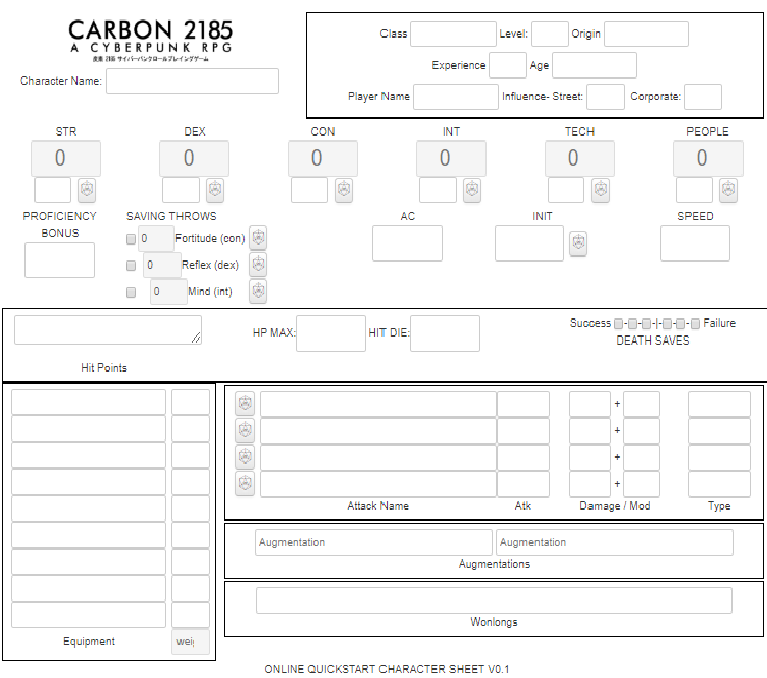 CARBON 2185
A CYBERPUNK RPG
2185 サイバーパンクロールプレイングゲーム
Class Level: Origin
Experience Age
Character Name:
Player Name Influence- Street: Corporate:
STR DEX CON INT TECH PEOPLE
0 0 0 0 0 0
PROFICIENCY BONUS
SAVING THROWS
0 Fortitude (con)
0 Reflex (dex)
0 Mind (int)
AC INIT SPEED
Hit Points
HP MAX: HIT DIE:
Success - - - | - - - Failure
DEATH SAVES
+
+
+
+
Attack Name Atk Damage / Mod Type
Augmentation Augmentation
Augmentations
Wonlongs
Equipment wei
ONLINE QUICKSTART CHARACTER SHEET V0.1